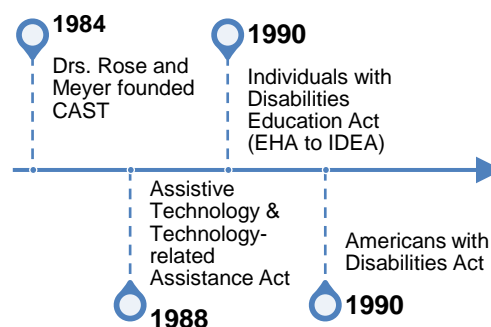 1984
Drs. Rose and
Meyer founded
CAST
1990
Individuals with
Disabilities
Education Act
(EHA to IDEA)
Assistive
Technology &
Technology-
related
Assistance Act
1988
Americans with
Disabilities Act
1990